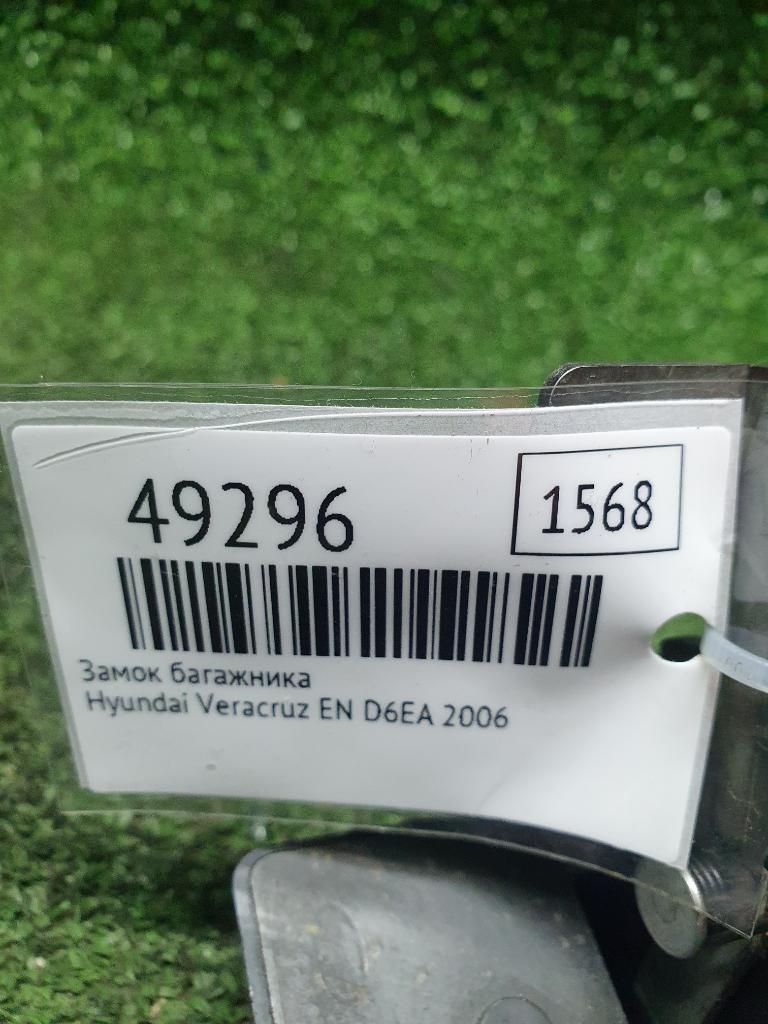 49296
1568
Замок багажника
Hyundai Veracruz EN D6EA 2006